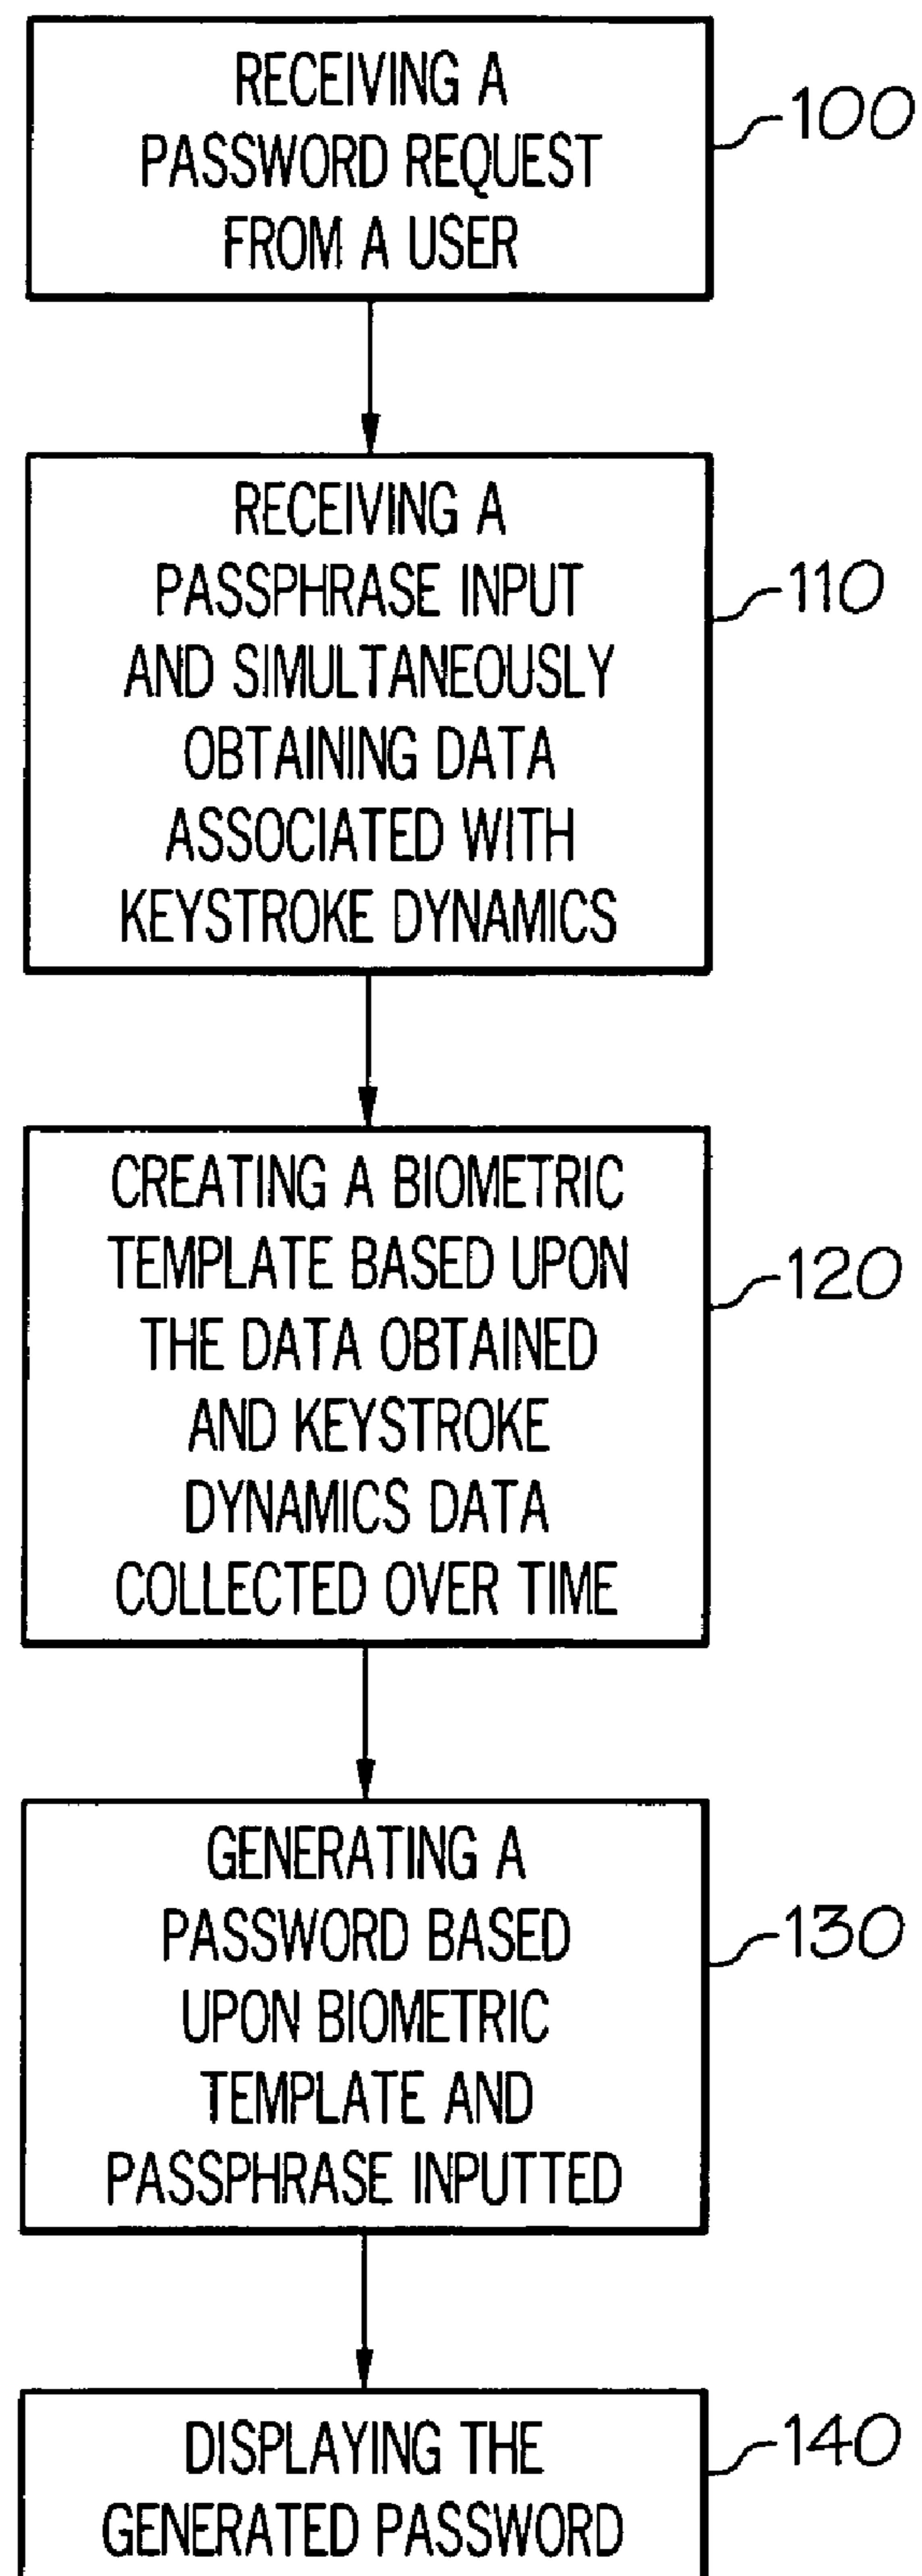 RECEIVING A
PASSWORD REQUEST
FROM A USER
100
RECEIVING A
PASSPHRASE INPUT
AND SIMULTANEOUSLY
OBTAINING DATA
ASSOCIATED WITH
KEYSTROKE DYNAMICS
110
CREATING A BIOMETRIC
TEMPLATE BASED UPON
THE DATA OBTAINED
AND KEYSTROKE
DYNAMICS DATA
COLLECTED OVER TIME
120
GENERATING A
PASSWORD BASED
UPON BIOMETRIC
TEMPLATE AND
PASSPHRASE INPUTTED
130
DISPLAYING THE
GENERATED PASSWORD
140